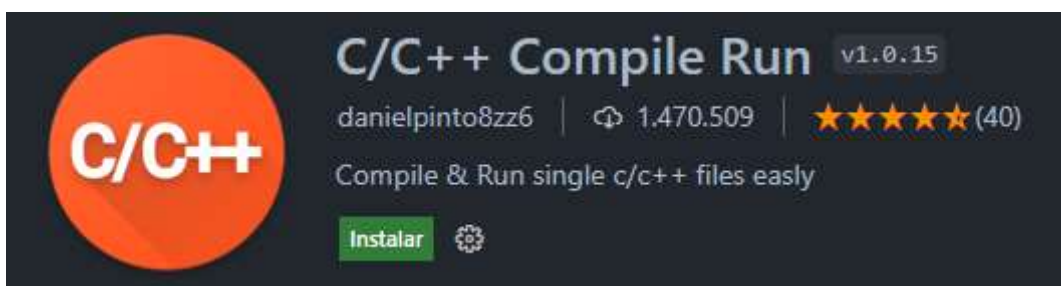 C/C++
C/C++ Compile Run v1.0.15
danielpinto8zz6 | 1.470.509 | (40)
Compile & Run single c/c++ files easly
Instalar